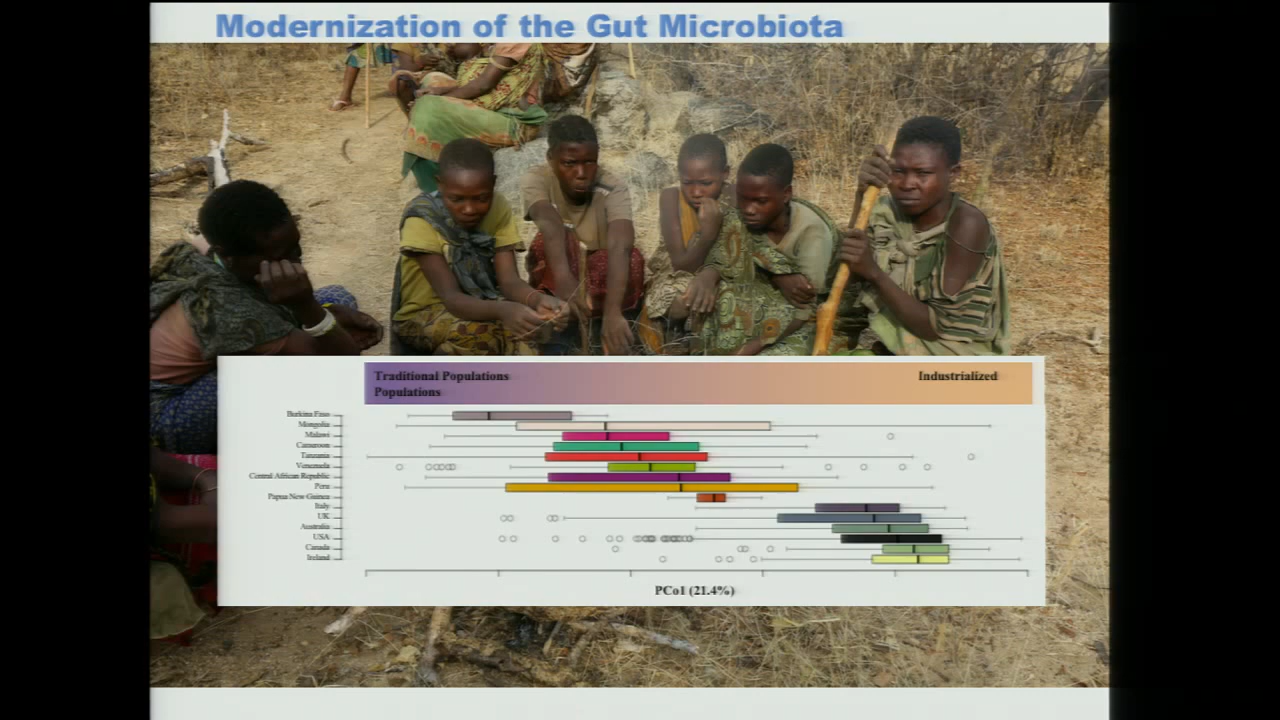 Modernization of the Gut Microbiota
Traditional Populations
Industrialized
Populations
Burkina Faso
Mongolia
Malawi
Cameroon
Tanzania
Venezuela
Central African Republic
Peru
Papua New Guinea
Italy
UK
Australia
USA
Canada
Ireland
PCo1 (21.4%)